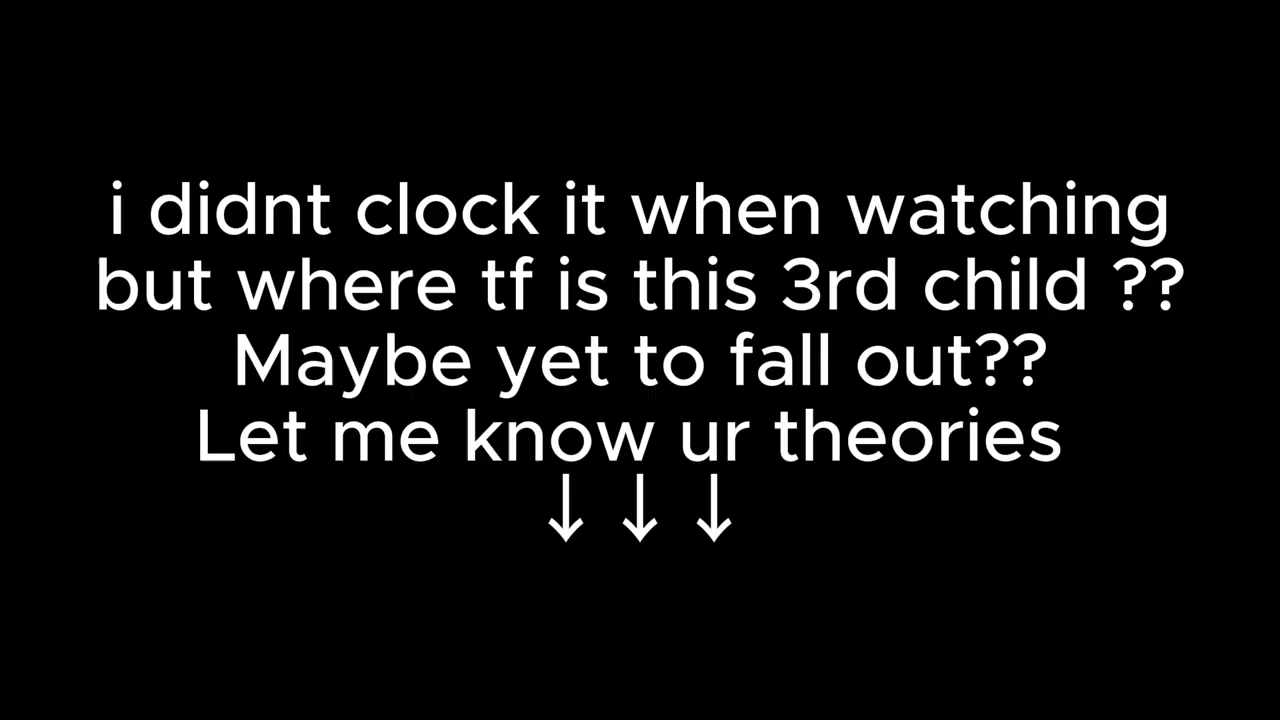 i didnt clock it when watching
but where tf is this 3rd child ??
Maybe yet to fall out??
Let me know ur theories
↓ ↓ ↓